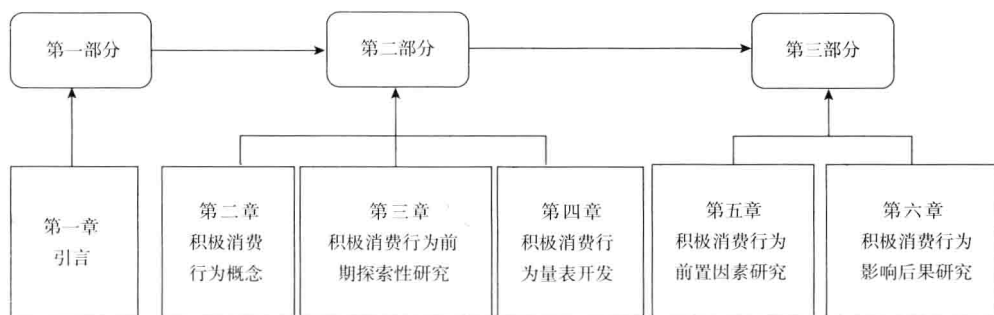 第一部分
第二部分
第三部分
第一章
引言
第二章
积极消费
行为概念
第三章
积极消费行为前
期探索性研究
第四章
积极消费行
为量表开发
第五章
积极消费行为
前置因素研究
第六章
积极消费行为
影响后果研究